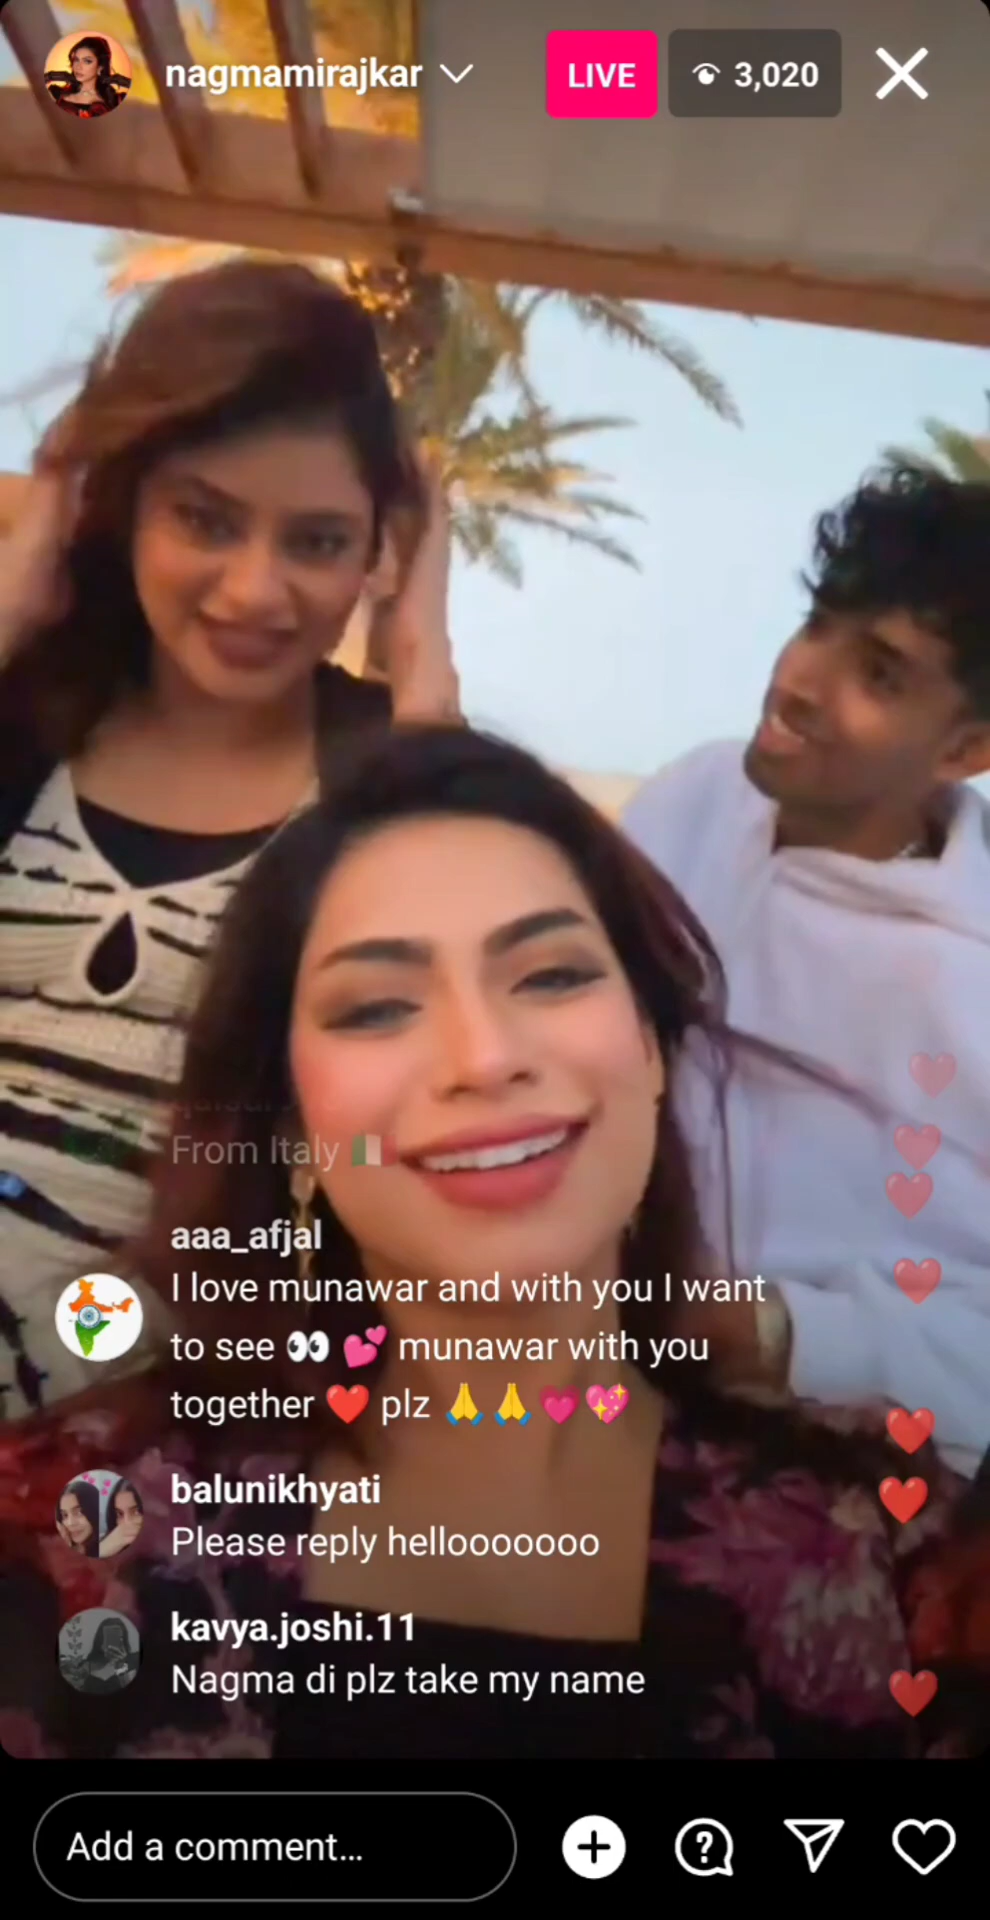 nagmamirajkar
LIVE
3,020
From Italy 🇮🇹
aaa_afjal
I love munawar and with you I want
to see 👀 💕 munawar with you
together ❤️ plz 🙏 🙏 💗 💖
balunikhyati
Please reply hellooooooo
kavya.joshi.11
Nagma di plz take my name
Add a comment...